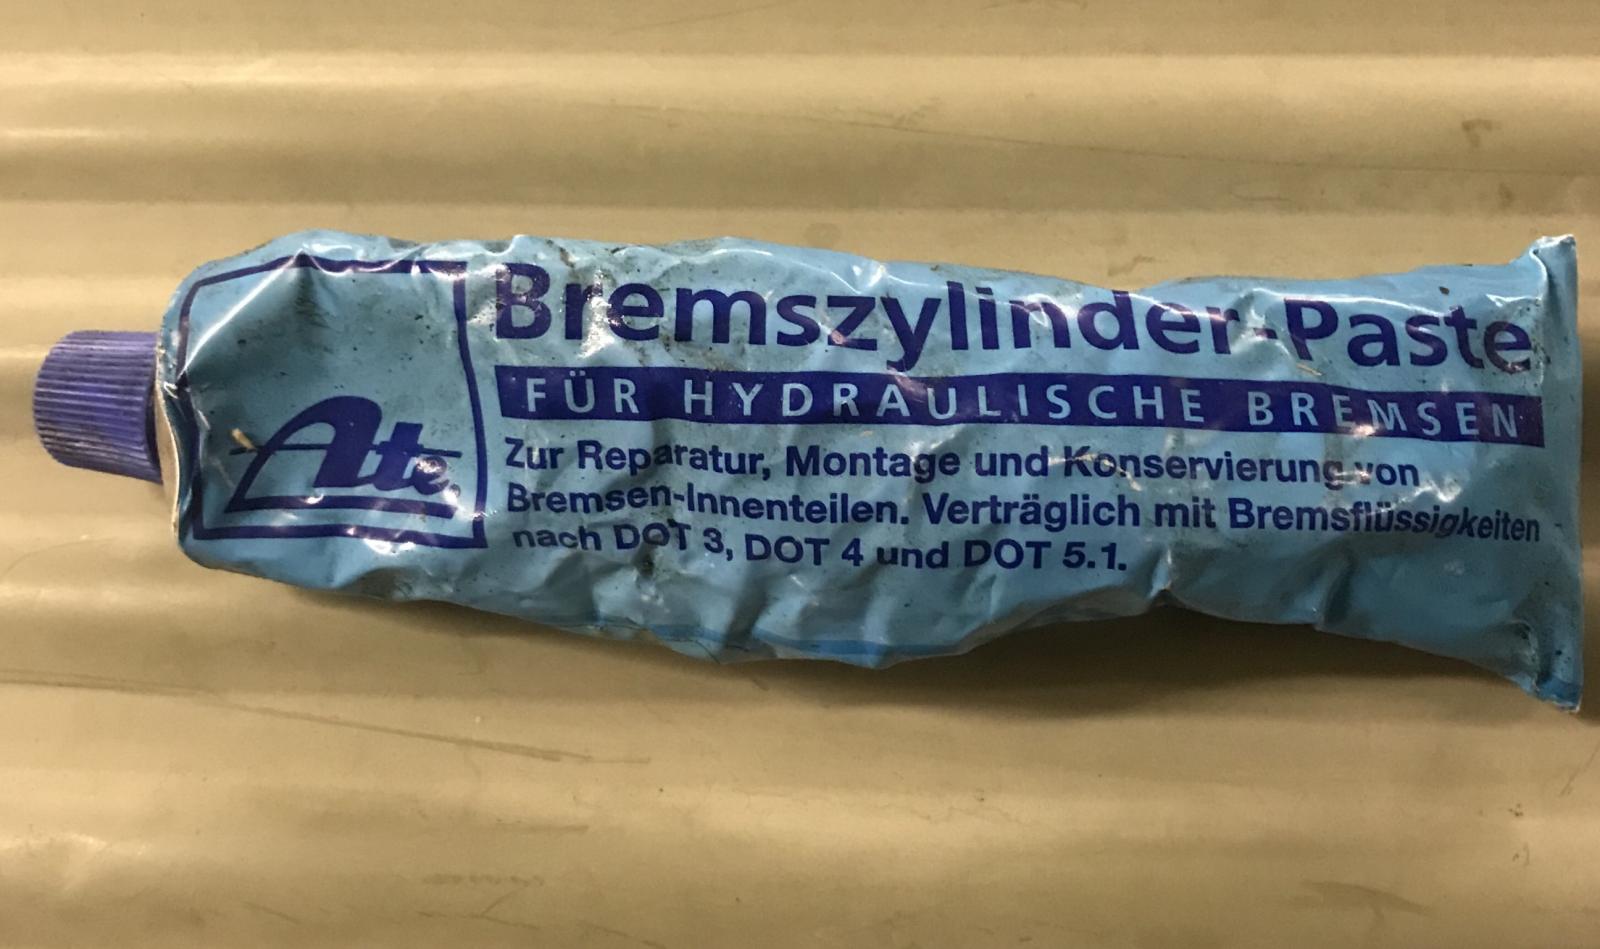 Ate
Bremszylinder-Paste
FÜR HYDRAULISCHE BREMSEN
Zur Reparatur, Montage und Konservierung von
Bremsen-Innenteilen. Verträglich mit Bremsflüssigkeiten
nach DOT 3, DOT 4 und DOT 5.1.